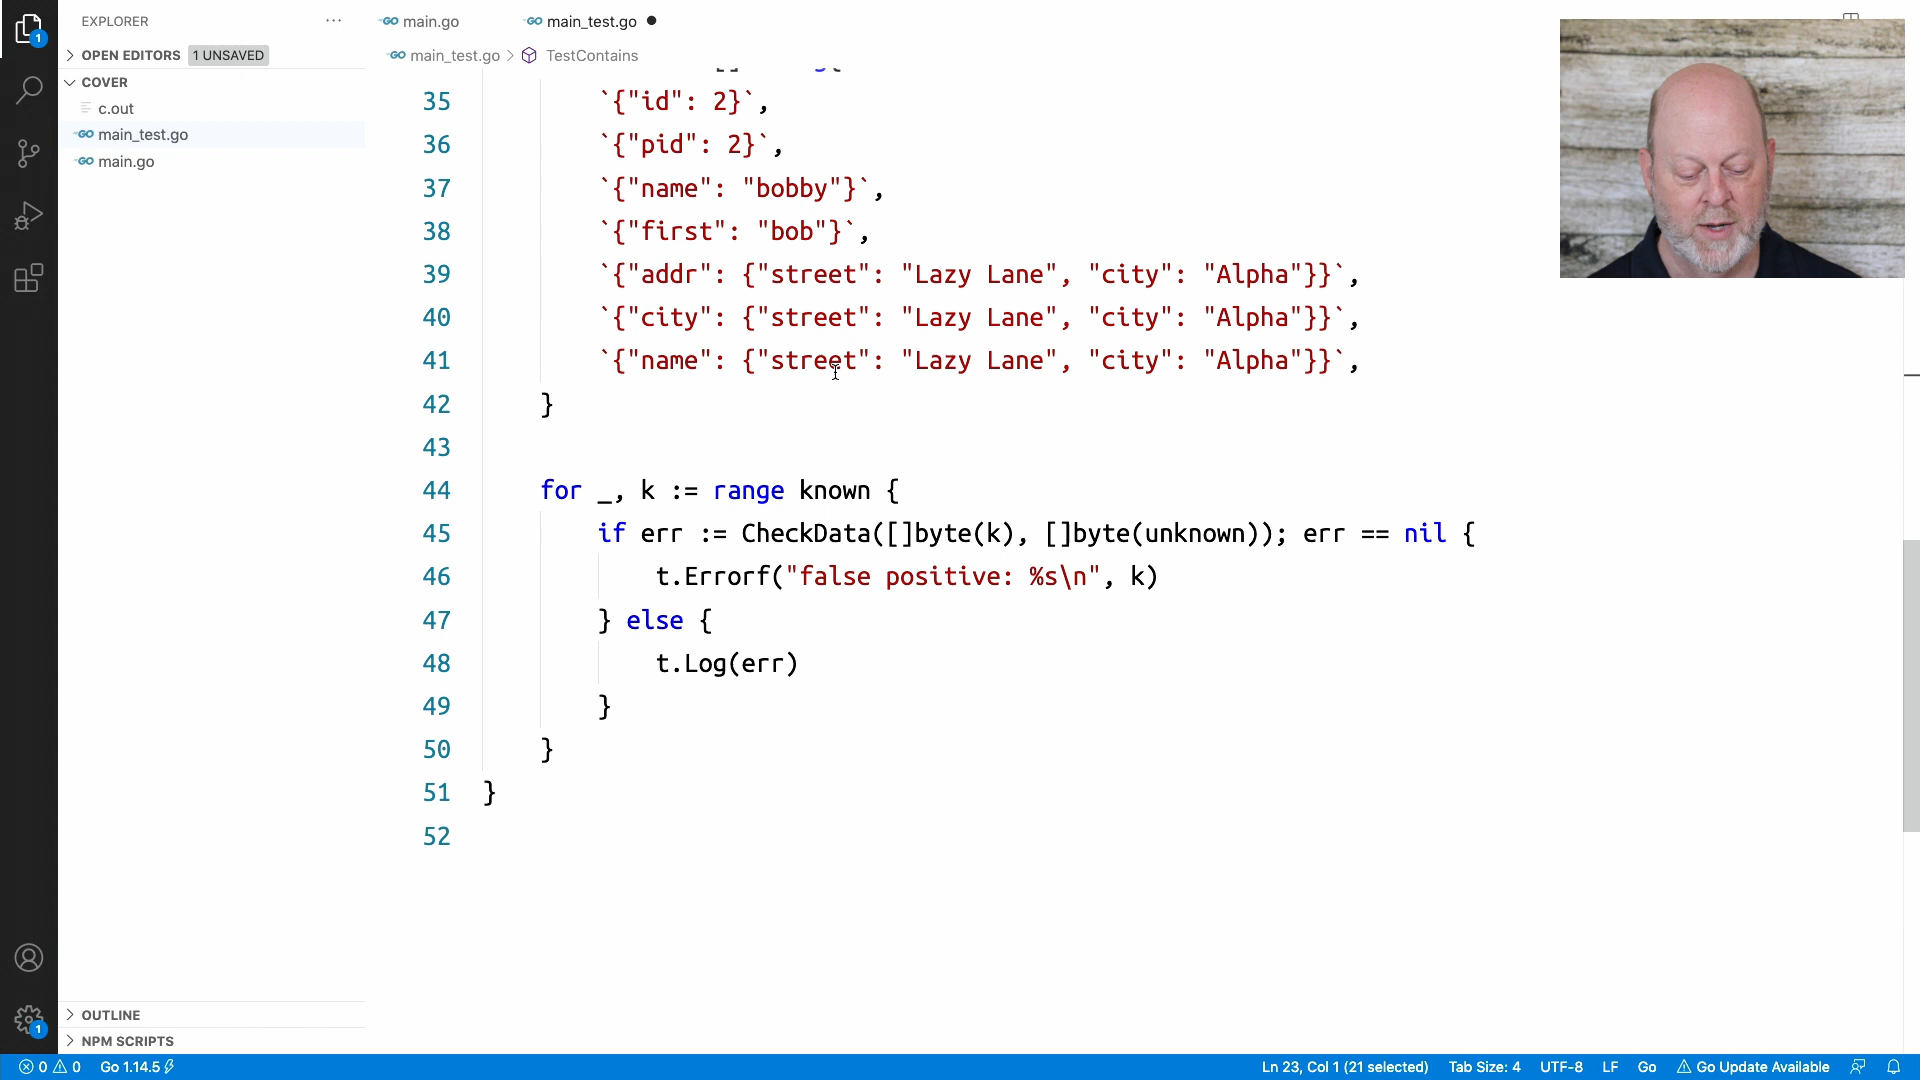 EXPLORER
main.go
main_test.go
OPEN EDITORS 1 UNSAVED
main_test.go > TestContains
COVER
c.out
main_test.go
main.go
35 `{"id": 2}`,
36 `{"pid": 2}`,
37 `{"name": "bobby"}`,
38 `{"first": "bob"}`,
39 `{"addr": {"street": "Lazy Lane", "city": "Alpha"}}`,
40 `{"city": {"street": "Lazy Lane", "city": "Alpha"}}`,
41 `{"name": {"street": "Lazy Lane", "city": "Alpha"}}`,
42 }
43
44 for _, k := range known {
45 if err := CheckData([]byte(k), []byte(unknown)); err == nil {
46 t.Errorf("false positive: %s\n", k)
47 } else {
48 t.Log(err)
49 }
50 }
51 }
52
OUTLINE
NPM SCRIPTS
1
1
0 0 Go 1.14.5 Ln 23, Col 1 (21 selected) Tab Size: 4 UTF-8 LF Go Go Update Available